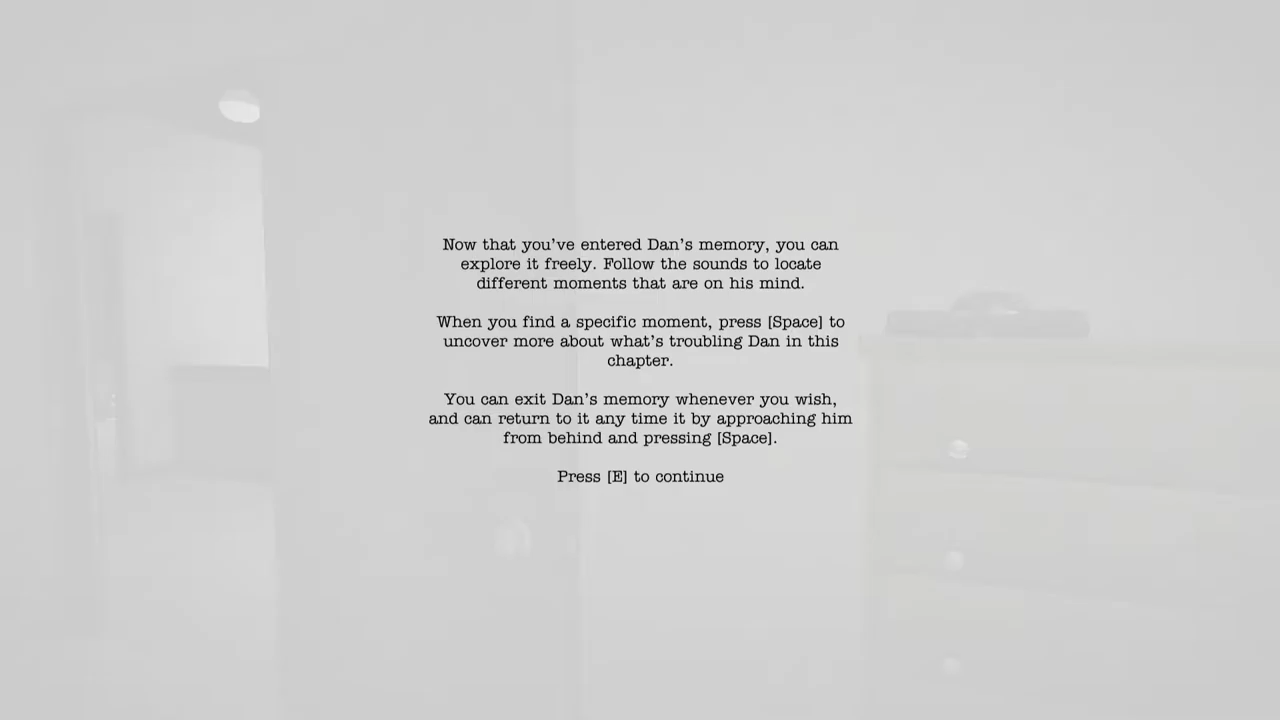 Now that you've entered Dan's memory, you can
explore it freely. Follow the sounds to locate
different moments that are on his mind.
When you find a specific moment, press [Space] to
uncover more about what's troubling Dan in this
chapter.
You can exit Dan's memory whenever you wish,
and can return to it any time it by approaching him
from behind and pressing [Space].
Press [E] to continue